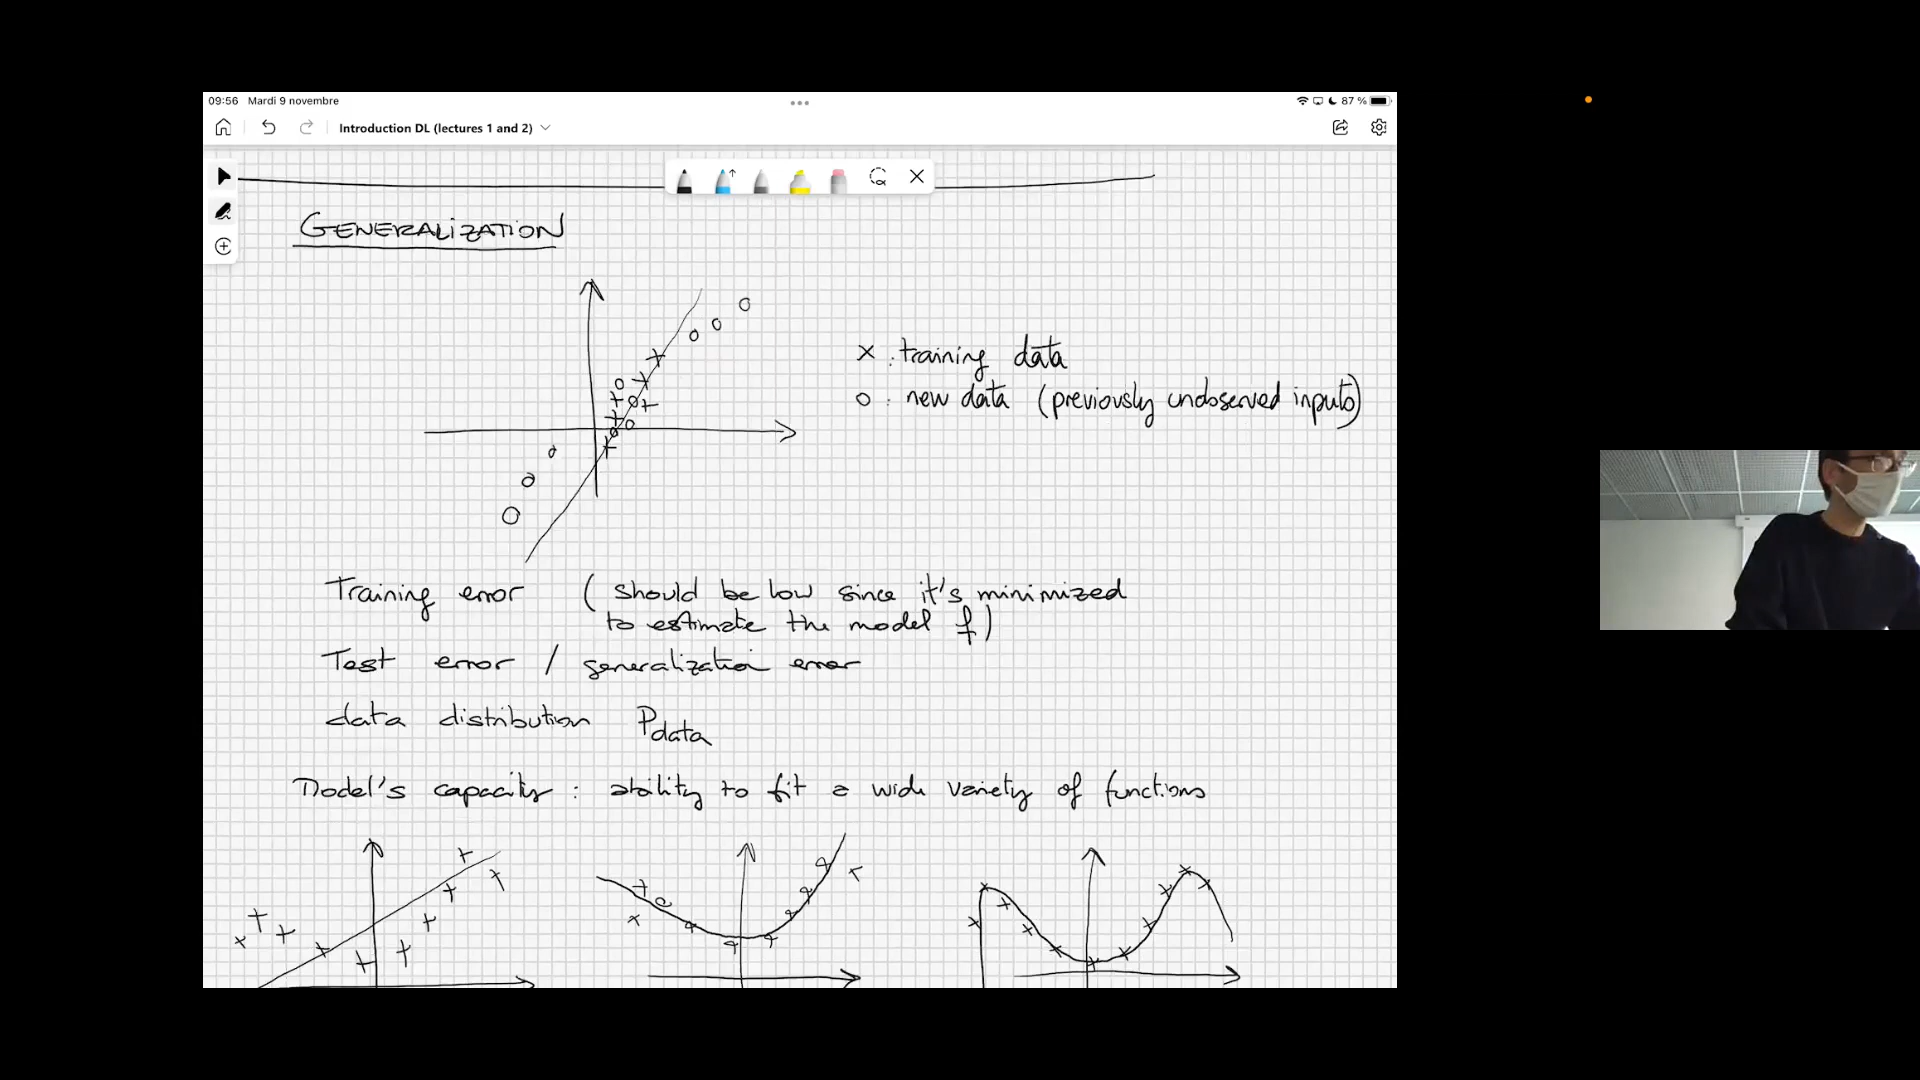 09:56 Mardi 9 novembre
87 %
Introduction DL (lectures 1 and 2)
GENERALiZATiON
x : training data
o : new data (previously undoserved inputs)
Training error ( should be low since it's minimized
to estimate the model f)
Test error / generalization error
data distribution Pdata
Model's capacity : ability to fit a wide variety of functions